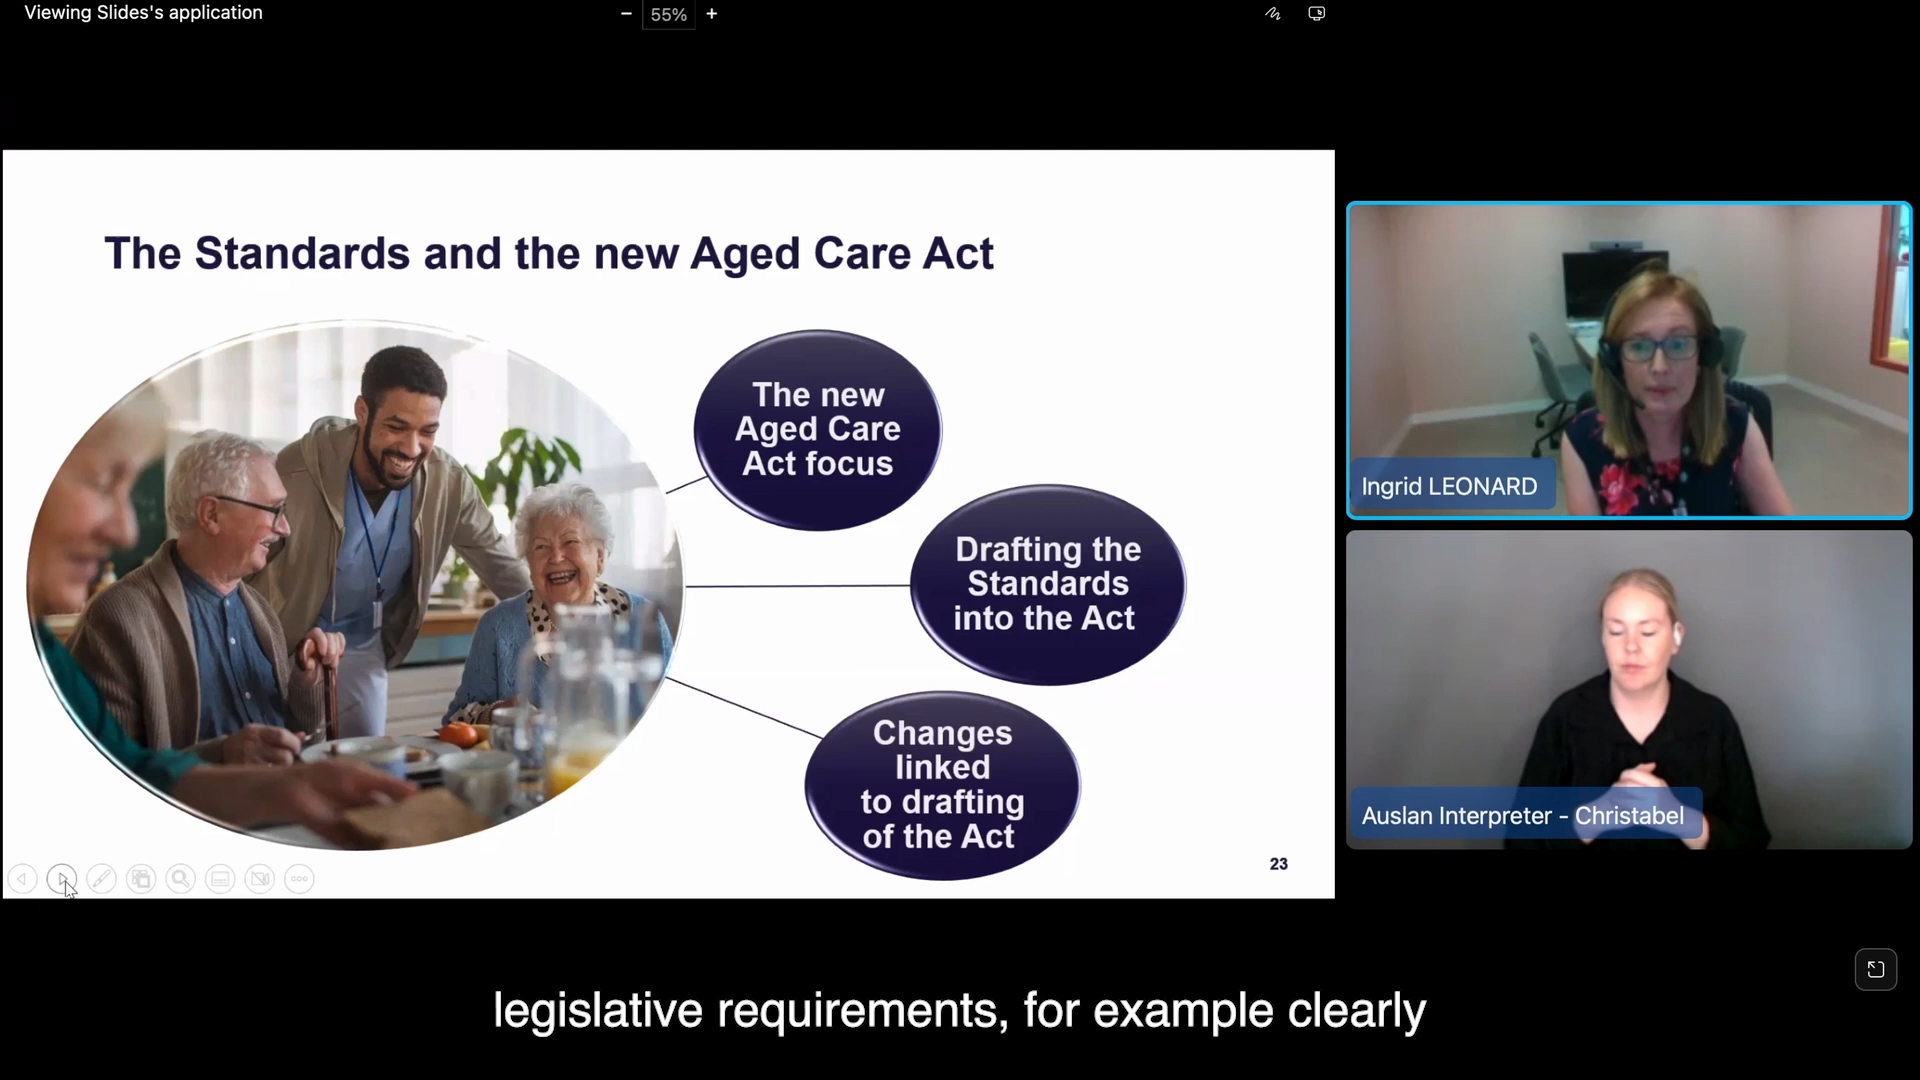 Viewing Slides's application
55%
The Standards and the new Aged Care Act
The new
Aged Care
Act focus
Drafting the
Standards
into the Act
Changes
linked
to drafting
of the Act
23
Ingrid LEONARD
Auslan Interpreter - Christabel
legislative requirements, for example clearly